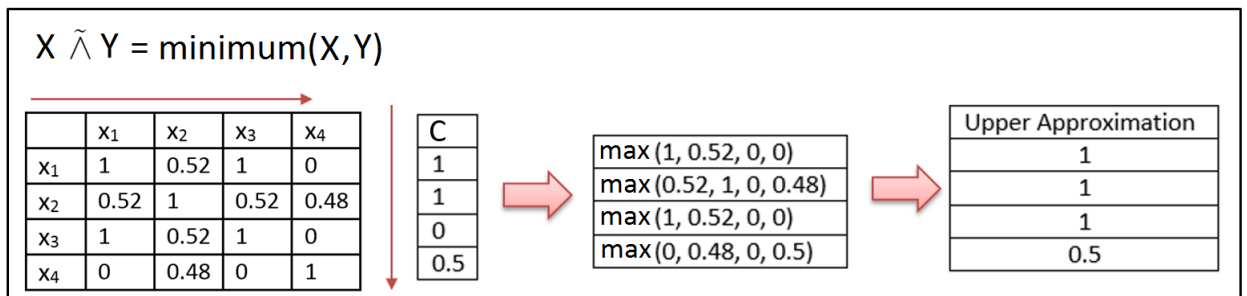 X ∧̃ Y = minimum(X,Y)
x₁ x₂ x₃ x₄
x₁ 1 0.52 1 0
x₂ 0.52 1 0.52 0.48
x₃ 1 0.52 1 0
x₄ 0 0.48 0 1
C
1
1
0
0.5
max (1, 0.52, 0, 0)
max (0.52, 1, 0, 0.48)
max (1, 0.52, 0, 0)
max (0, 0.48, 0, 0.5)
Upper Approximation
1
1
1
0.5